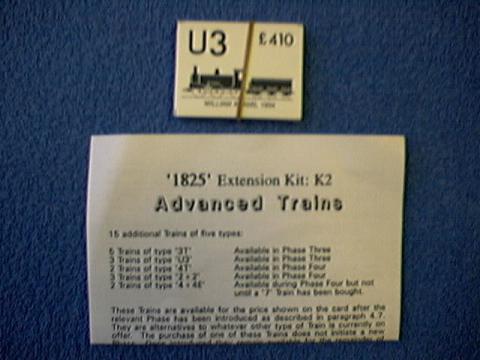 U3 £410
'1825' Extension Kit: K2
Advanced Trains
15 additional Trains of five types:
5 Trains of type "3T" Available in Phase Three
3 Trains of type "U3" Available in Phase Three
2 Trains of type "4T" Available in Phase Four
3 Trains of type "2+2" Available in Phase Four
2 Trains of type "4+4E" Available during Phase Four but not
until a "7" Train has been bought.
These Trains are available for the price shown on the card after the
relevant Phase has been introduced as described in paragraph 4.7.
They are alternatives to whatever other type of Train is currently on
offer. The purchase of one of these Trains does not initiate a new